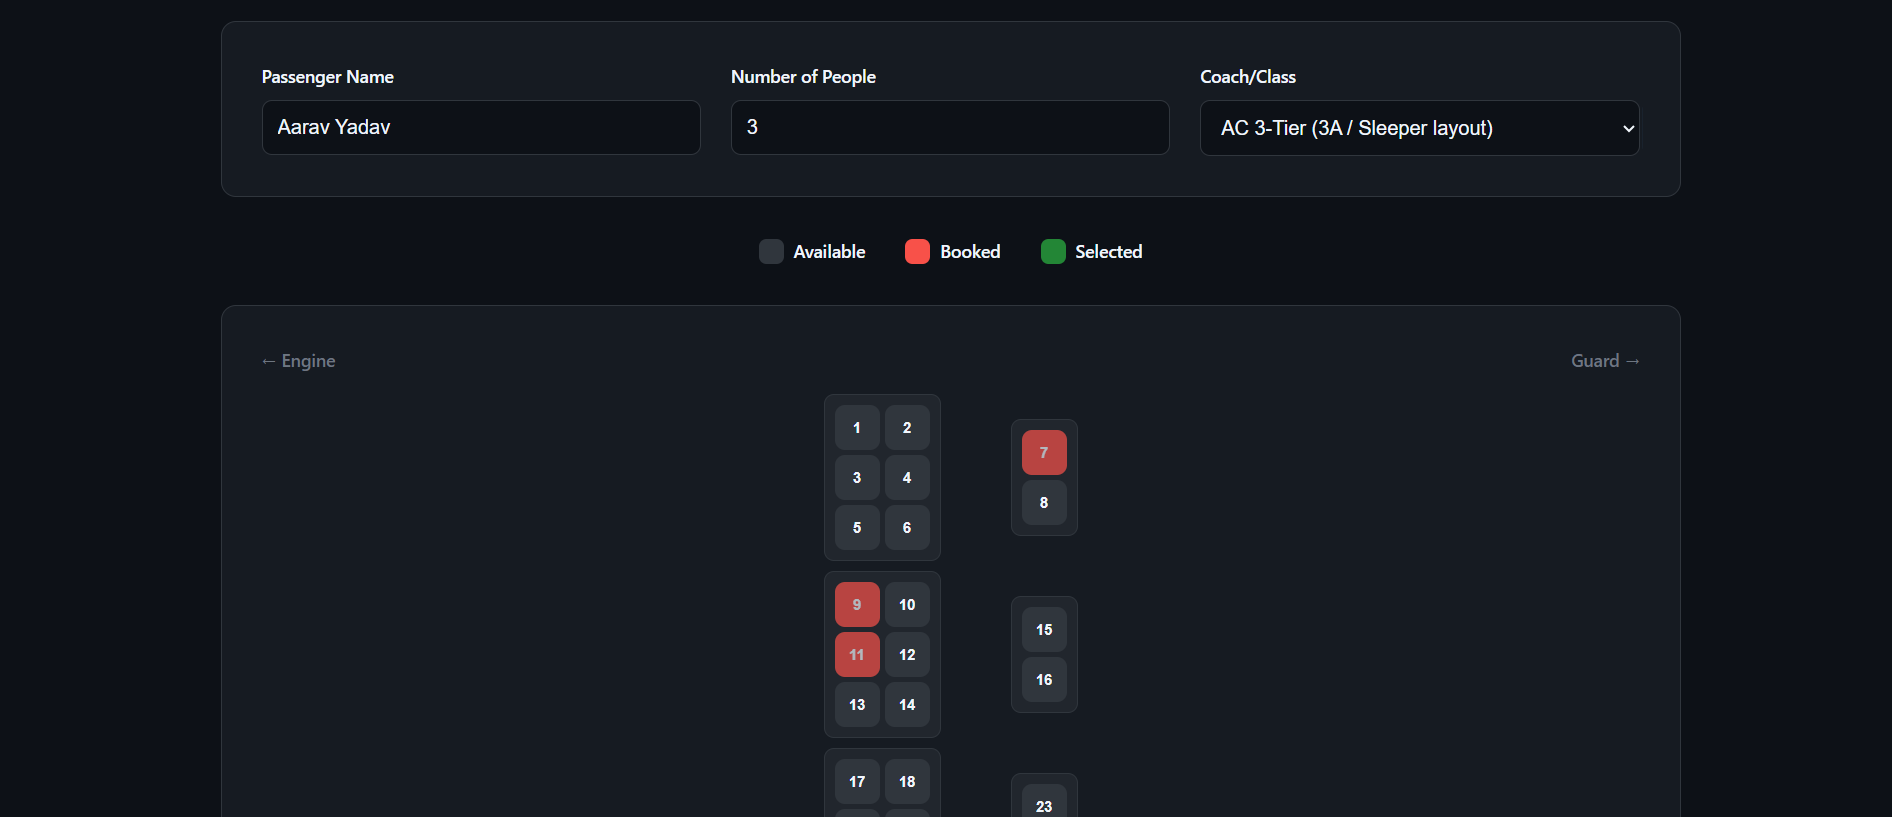 Passenger Name
Number of People
Coach/Class
Aarav Yadav
3
AC 3-Tier (3A / Sleeper layout)
Available
Booked
Selected
← Engine
Guard →
1 2
3 4
5 6
7
8
9 10
11 12
13 14
15
16
17 18
23